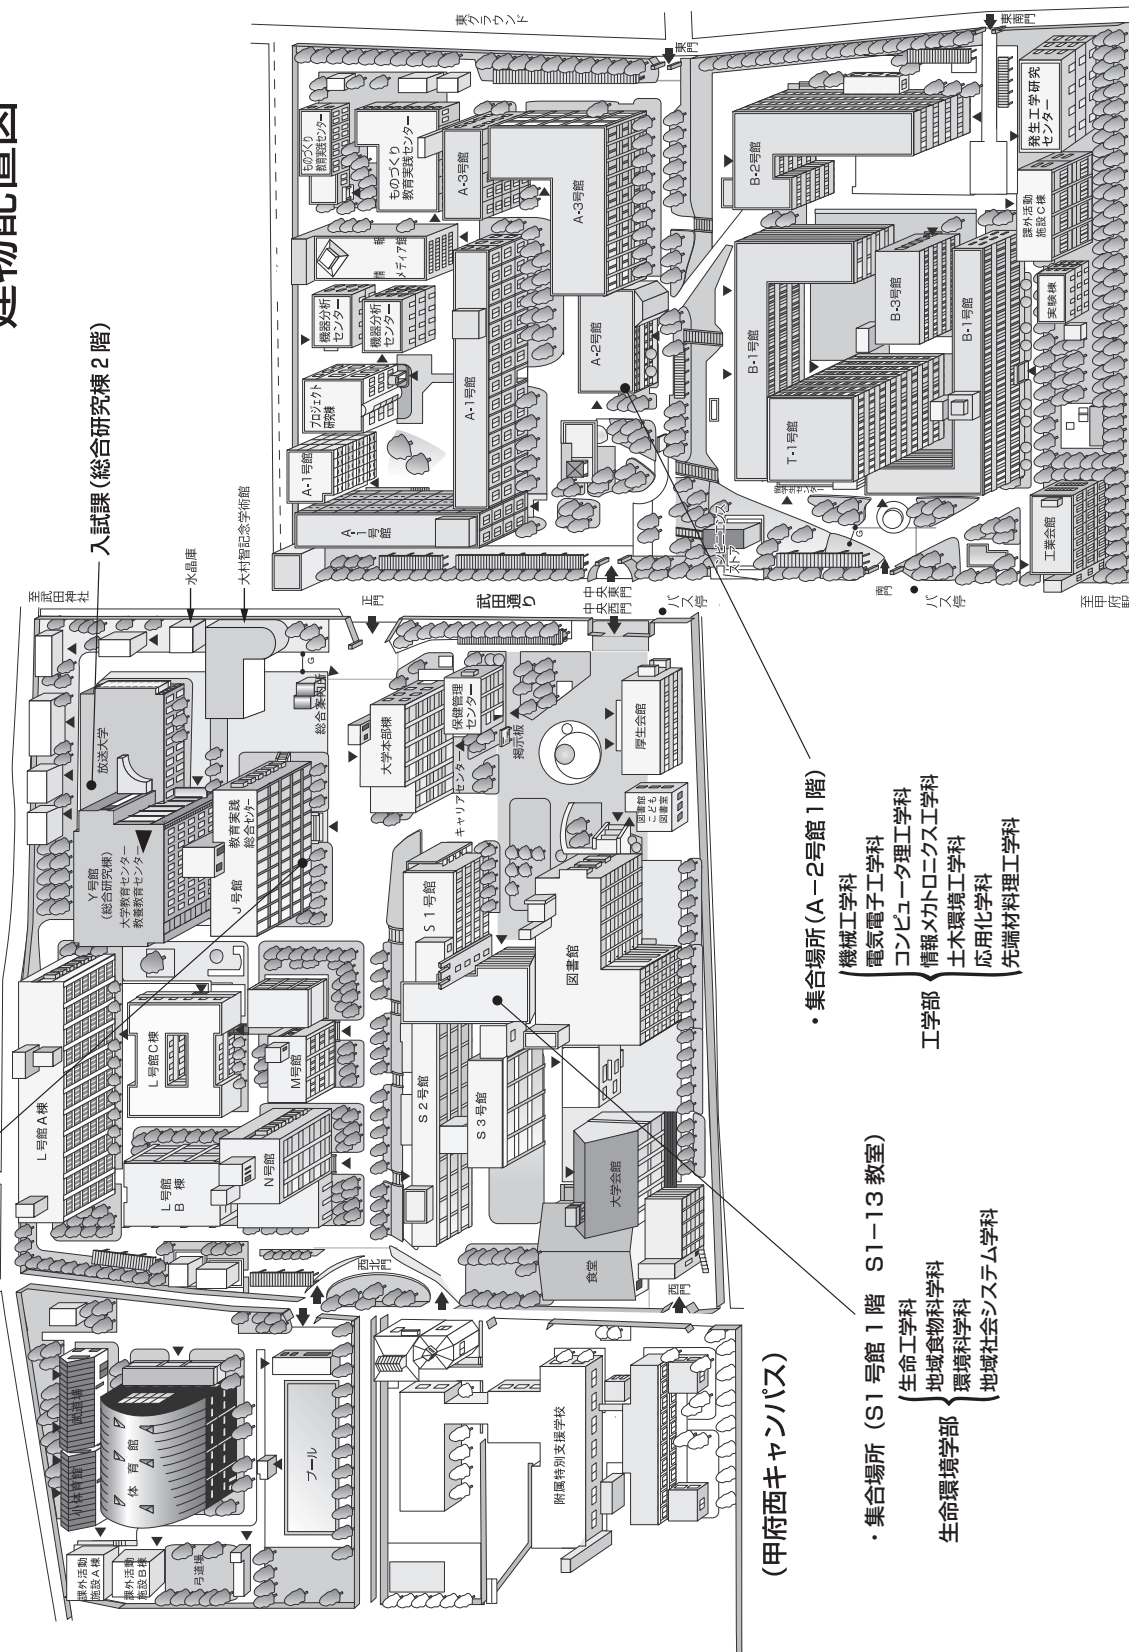 建物配置図
入試課(総合研究棟2階)
至武田神社
水晶庫
大村智記念学術館
放送大学
Y号館
(総合研究棟)
大学教育センター
教養教育センター
教育実践
総合センター
J号館
総合案内所
G
正門
武田通り
大学本部棟
保健管理
センター
キャリアセンター
掲示板
中央東門
中央西門
バス停
厚生会館
図書館
こども
図書室
図書館
S1号館
S2号館
S3号館
L号館A棟
L号館C棟
L号館
B棟
M号館
N号館
大学会館
食堂
西北門
西門
武道場
小体育館
体育館
プール
課外活動
施設A棟
課外活動
施設B棟
弓道場
附属特別支援学校
(甲府西キャンパス)
東グラウンド
東門
東南門
ものづくり
教育実践センター
ものづくり
教育実践センター
A-3号館
A-3号館
情報
メディア館
機器分析
センター
機器分析
センター
プロジェクト
研究棟
A-1号館
A-1号館
A-1号館
A-2号館
コンビニエンス
ストア
B-2号館
B-1号館
B-3号館
B-1号館
T-1号館
発生工学研究
センター
課外活動
施設C棟
実験棟
工業会館
G
南門
バス停
至甲府駅
・集合場所(A-2号館1階)
工学部
機械工学科
電気電子工学科
コンピュータ理工学科
情報メカトロニクス工学科
土木環境工学科
応用化学科
先端材料理工学科
・集合場所(S1号館1階 S1-13教室)
生命環境学部
生命工学科
地域食物科学科
環境科学科
地域社会システム学科